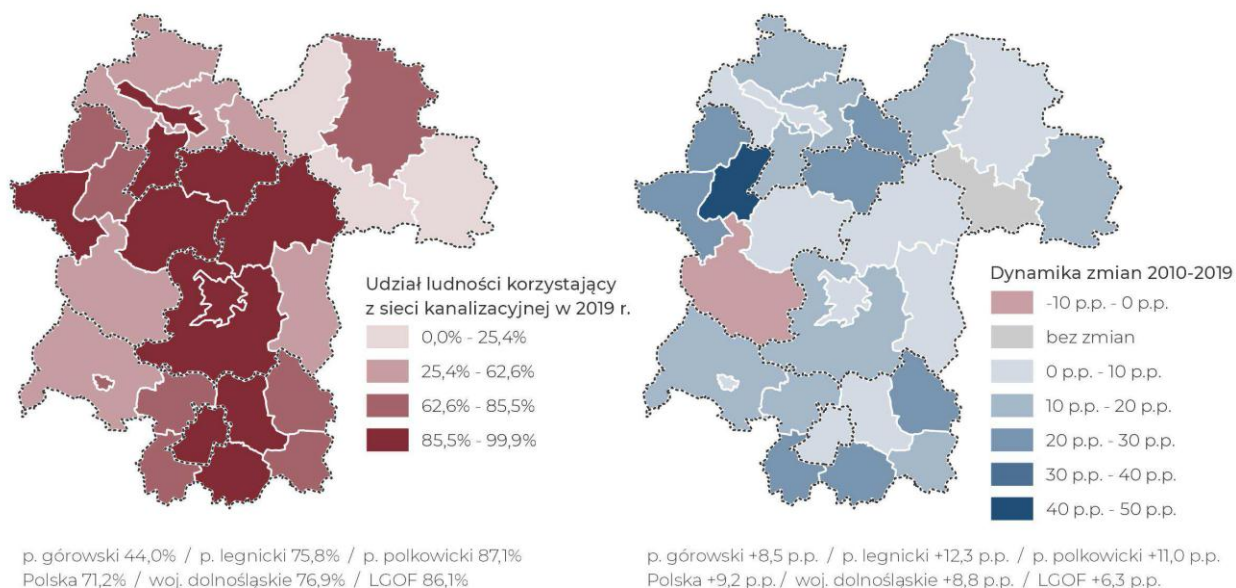 Udział ludności korzystający
z sieci kanalizacyjnej w 2019 r.
0,0% - 25,4%
25,4% - 62,6%
62,6% - 85,5%
85,5% - 99,9%
Dynamika zmian 2010-2019
-10 p.p. - 0 p.p.
bez zmian
0 p.p. - 10 p.p.
10 p.p. - 20 p.p.
20 p.p. - 30 p.p.
30 p.p. - 40 p.p.
40 p.p. - 50 p.p.
p. górowski 44,0% / p. legnicki 75,8% / p. polkowicki 87,1%
Polska 71,2% / woj. dolnośląskie 76,9% / LGOF 86,1%
p. górowski +8,5 p.p. / p. legnicki +12,3 p.p. / p. polkowicki +11,0 p.p.
Polska +9,2 p.p. / woj. dolnośląskie +8,8 p.p. / LGOF +6,3 p.p.